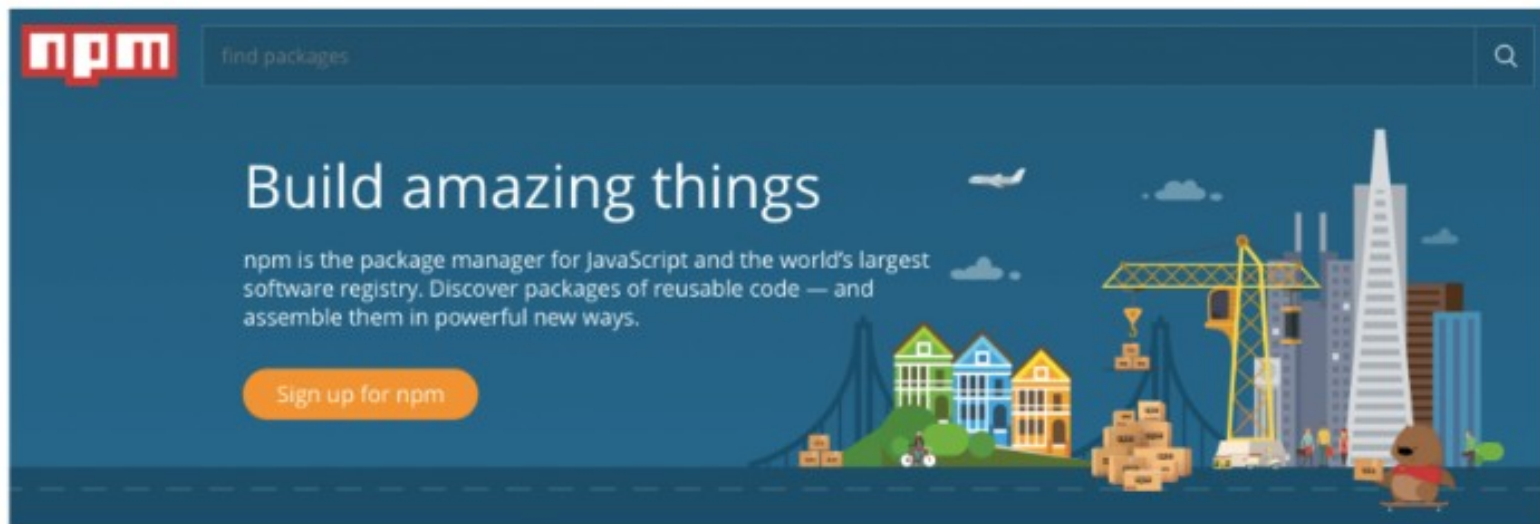 npm
find packages
Build amazing things
npm is the package manager for JavaScript and the world's largest
software registry. Discover packages of reusable code — and
assemble them in powerful new ways.
Sign up for npm